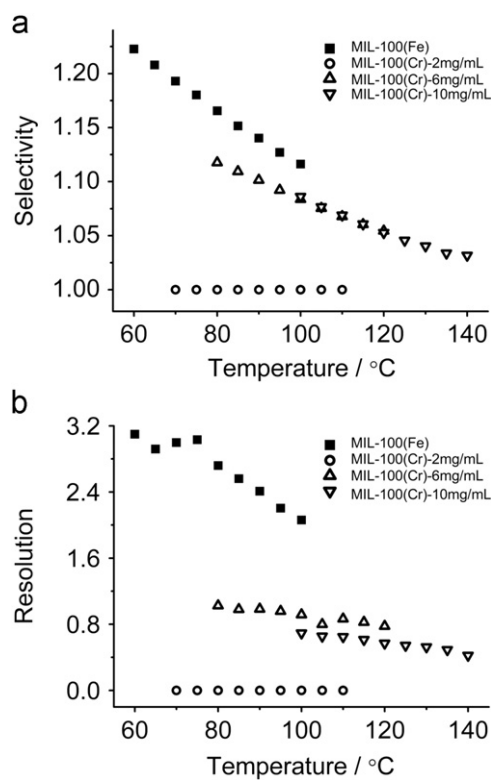 a
1.20
1.15
1.10
1.05
1.00
Selectivity
MIL-100(Fe)
MIL-100(Cr)-2mg/mL
MIL-100(Cr)-6mg/mL
MIL-100(Cr)-10mg/mL
60 80 100 120 140
Temperature / °C
b
3.2
2.4
1.6
0.8
0.0
Resolution
MIL-100(Fe)
MIL-100(Cr)-2mg/mL
MIL-100(Cr)-6mg/mL
MIL-100(Cr)-10mg/mL
60 80 100 120 140
Temperature / °C